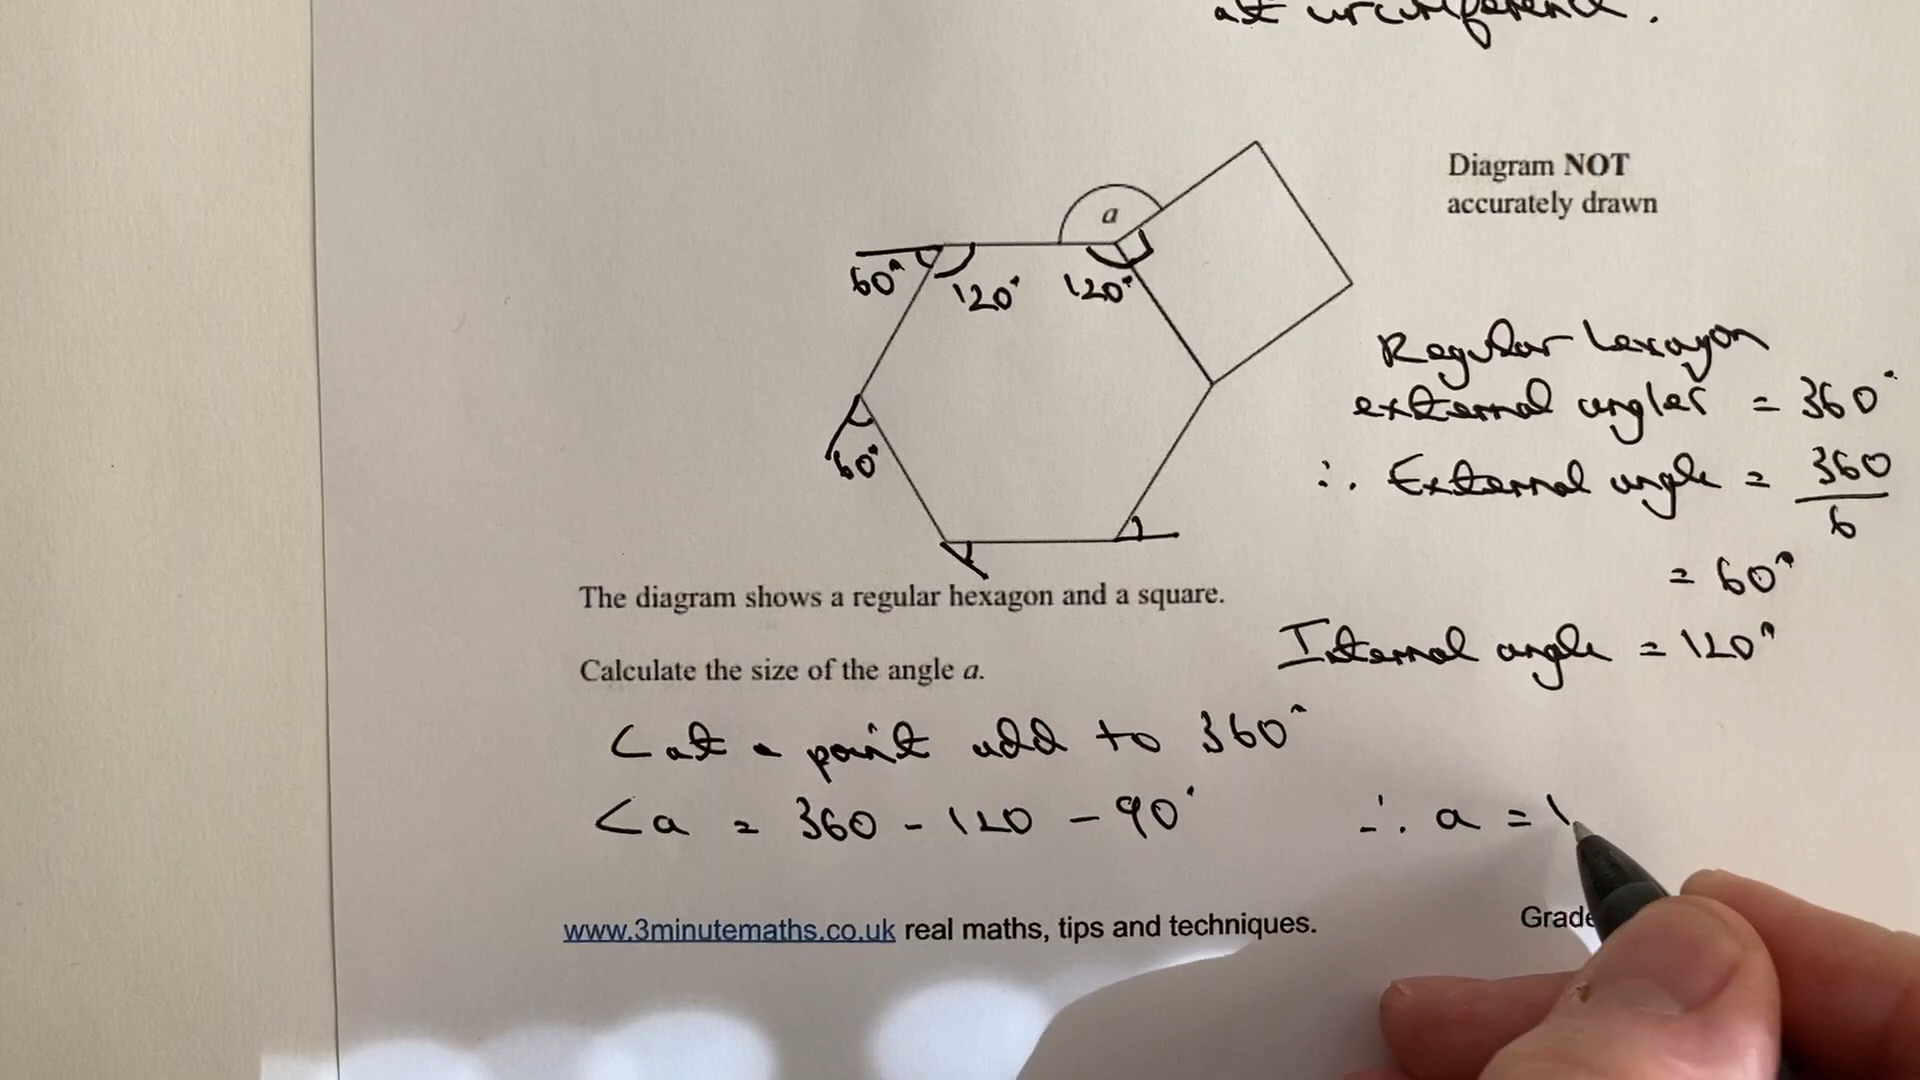 at circumference.
Diagram NOT
accurately drawn
a
60°
120°
120°
60°
Regular hexagon
external angles = 360°
∴ External angle = 360/6
= 60°
Internal angle = 120°
The diagram shows a regular hexagon and a square.
Calculate the size of the angle a.
< at a point add to 360°
<a = 360 - 120 - 90°
∴ a = 1
www.3minutemaths.co.uk real maths, tips and techniques.
Grade